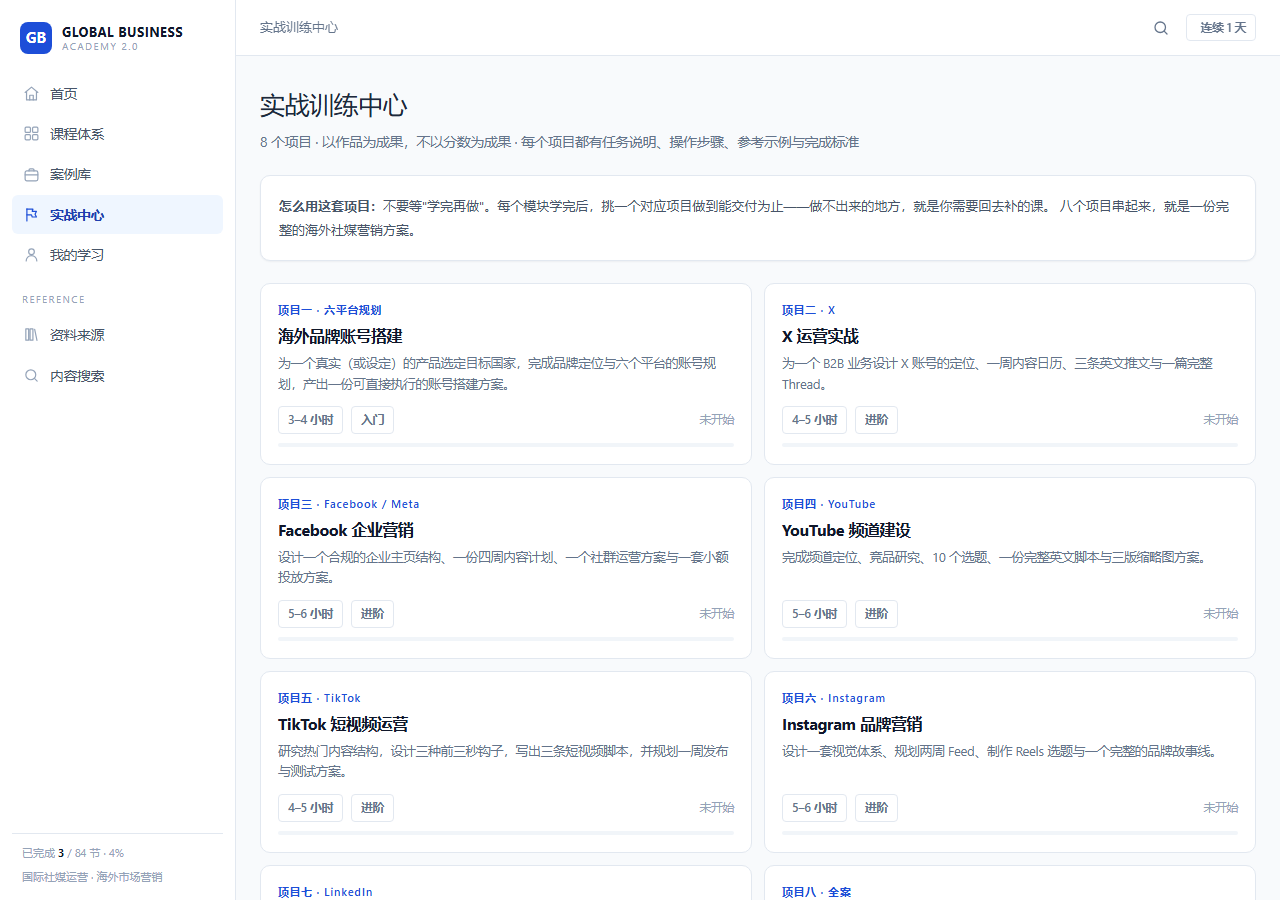 GB
GLOBAL BUSINESS
ACADEMY 2.0
首页
课程体系
案例库
实战中心
我的学习
REFERENCE
资料来源
内容搜索
已完成 3 / 84 节 · 4%
国际社媒运营 · 海外市场营销
实战训练中心
连续 1 天
实战训练中心
8 个项目 · 以作品为成果，不以分数为成果 · 每个项目都有任务说明、操作步骤、参考示例与完成标准
怎么用这套项目：不要等"学完再做"。每个模块学完后，挑一个对应项目做到能交付为止——做不出来的地方，就是你需要回去补的课。 八个项目串起来，就是一份完
整的海外社媒营销方案。
项目一 · 六平台规划
海外品牌账号搭建
为一个真实（或设定）的产品选定目标国家，完成品牌定位与六个平台的账号规
划，产出一份可直接执行的账号搭建方案。
3–4 小时
入门
未开始
项目二 · X
X 运营实战
为一个 B2B 业务设计 X 账号的定位、一周内容日历、三条英文推文与一篇完整
Thread。
4–5 小时
进阶
未开始
项目三 · Facebook / Meta
Facebook 企业营销
设计一个合规的企业主页结构、一份四周内容计划、一个社群运营方案与一套小额
投放方案。
5–6 小时
进阶
未开始
项目四 · YouTube
YouTube 频道建设
完成频道定位、竞品研究、10 个选题、一份完整英文脚本与三版缩略图方案。
5–6 小时
进阶
未开始
项目五 · TikTok
TikTok 短视频运营
研究热门内容结构，设计三种前三秒钩子，写出三条短视频脚本，并规划一周发布
与测试方案。
4–5 小时
进阶
未开始
项目六 · Instagram
Instagram 品牌营销
设计一套视觉体系、规划两周 Feed、制作 Reels 选题与一个完整的品牌故事线。
5–6 小时
进阶
未开始
项目七 · LinkedIn
项目八 · 全案